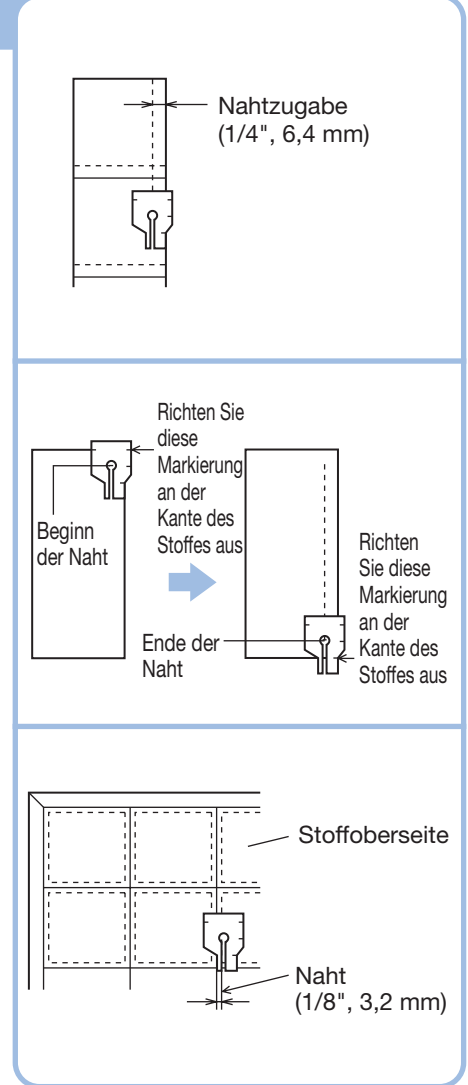 Nahtzugabe
(1/4", 6,4 mm)
Richten Sie
diese
Markierung
an der
Kante des
Stoffes aus
Beginn
der Naht
Richten
Sie diese
Markierung
an der
Kante des
Stoffes aus
Ende der
Naht
Stoffoberseite
Naht
(1/8", 3,2 mm)